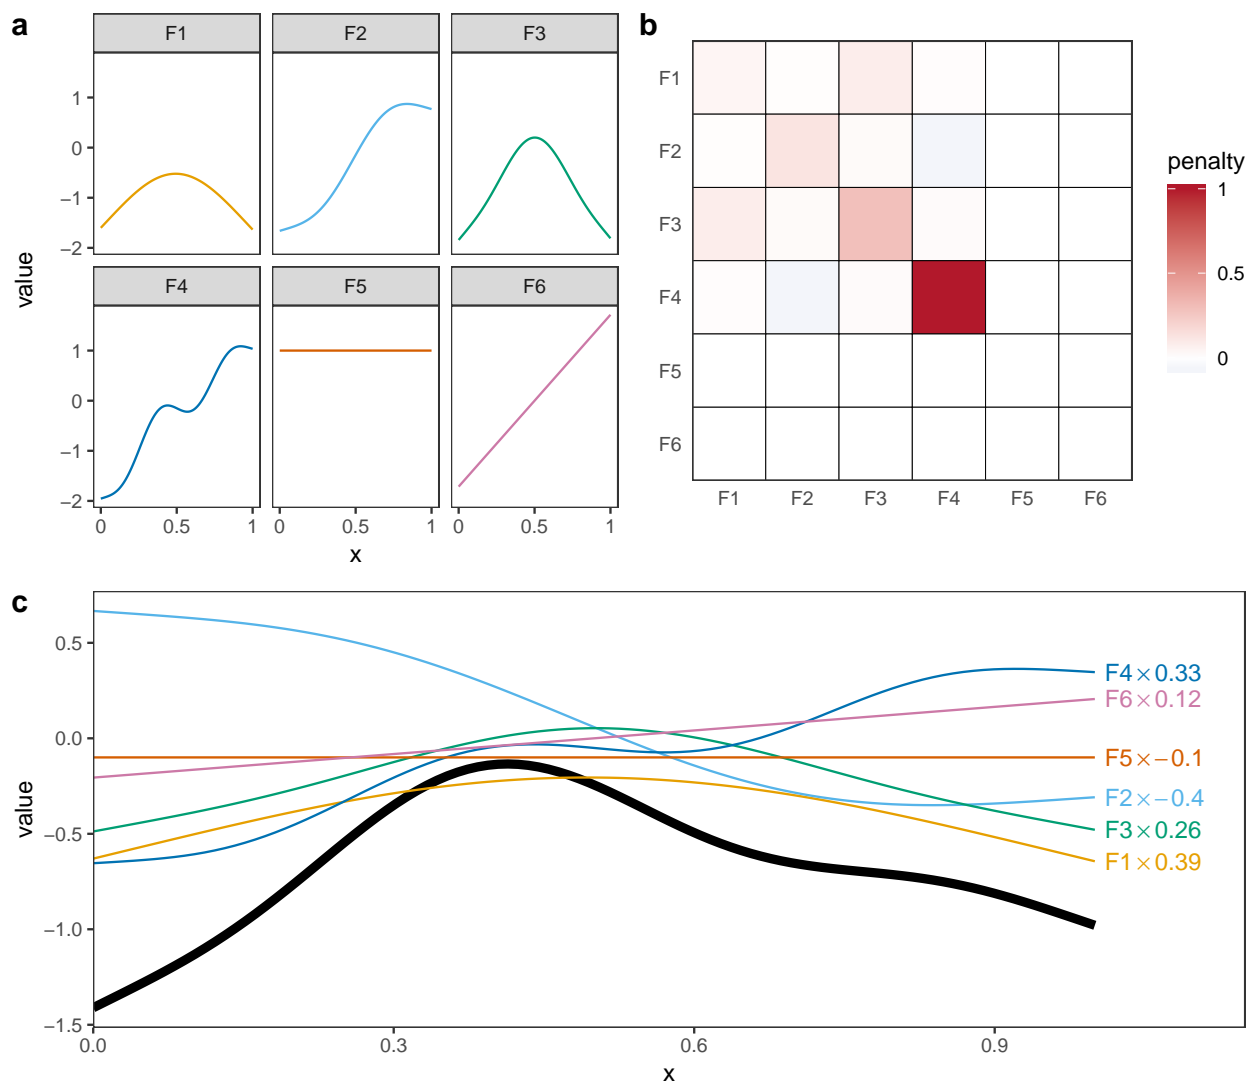 a
F1 F2 F3
1
0
−1
−2
F4 F5 F6
1
0
−1
−2
0 0.5 1 0 0.5 1 0 0.5 1
x
value
b
F1
F2
F3
F4
F5
F6
F1 F2 F3 F4 F5 F6
penalty
1
0.5
0
c
0.5
0.0
−0.5
−1.0
−1.5
value
F4×0.33
F6×0.12
F5×−0.1
F2×−0.4
F3×0.26
F1×0.39
0.0 0.3 0.6 0.9
x